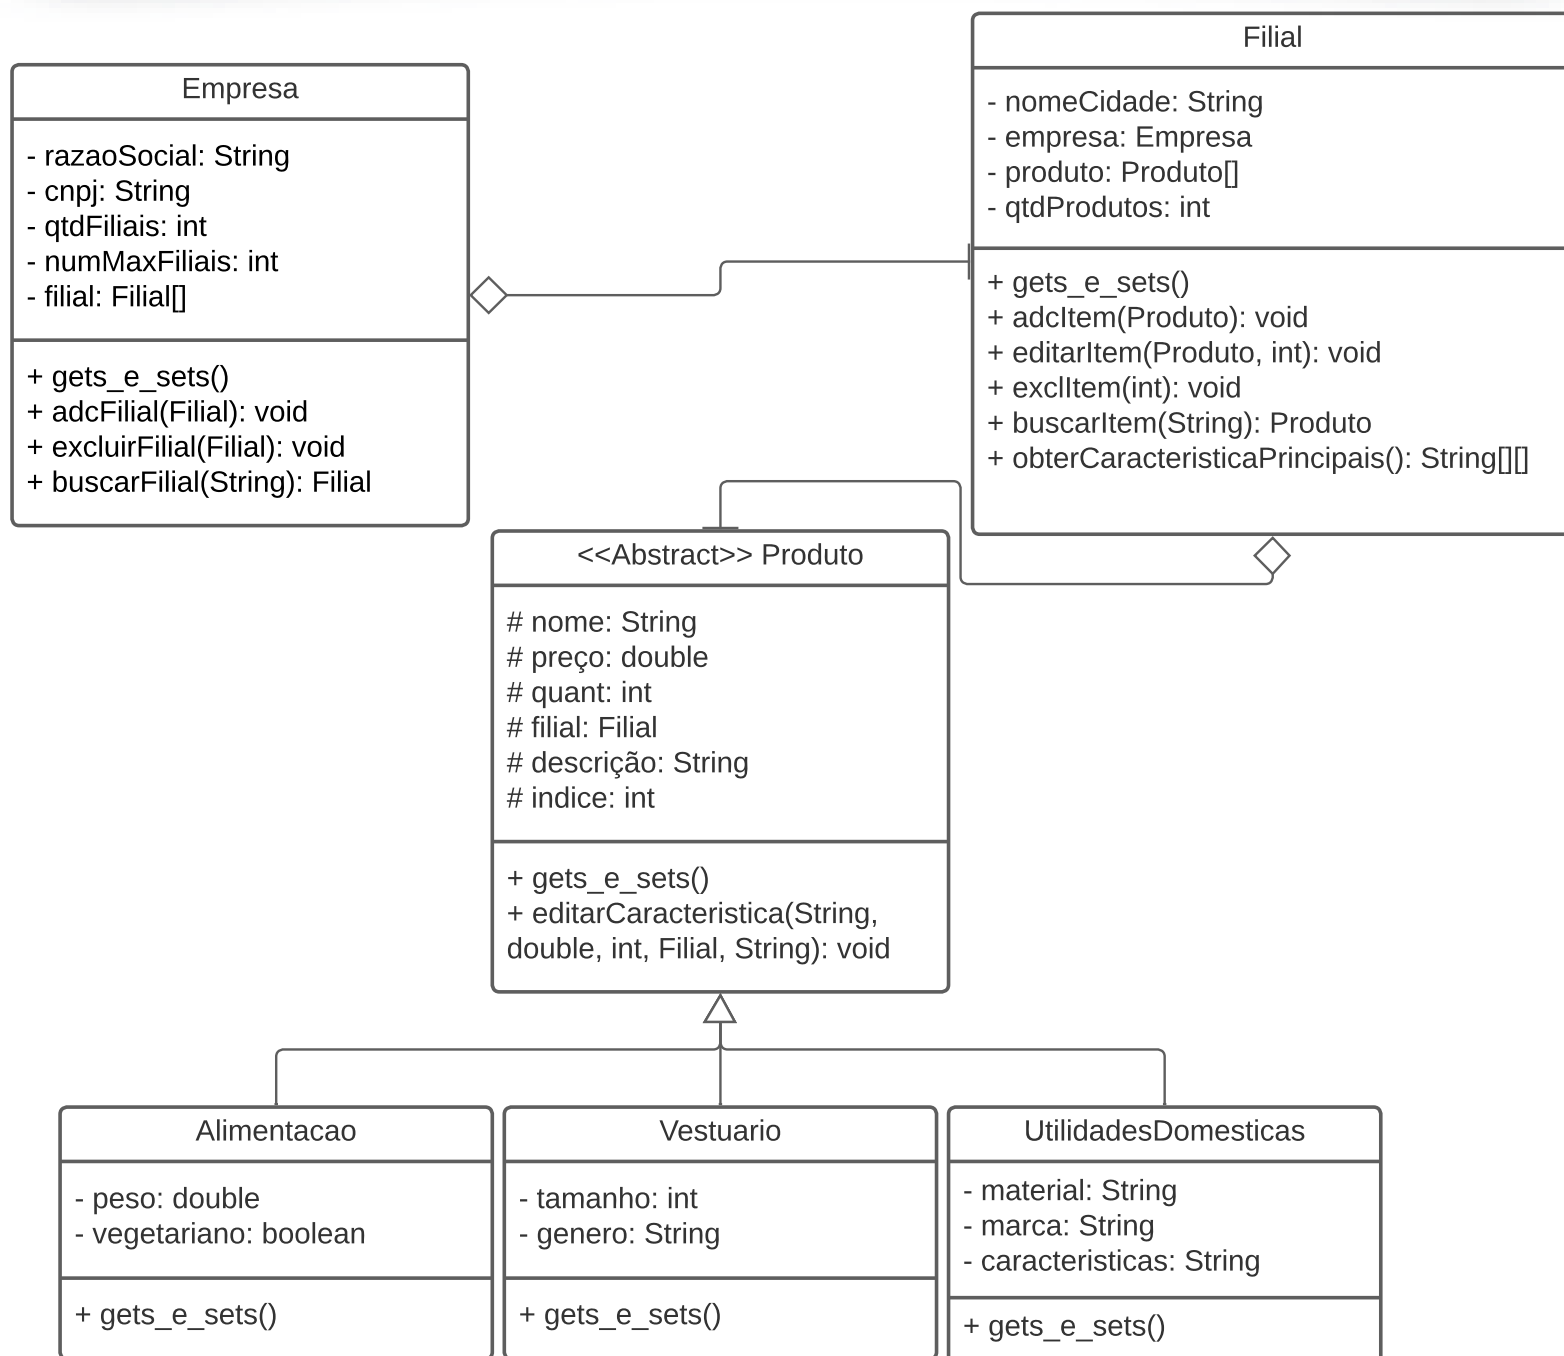 Empresa
- razaoSocial: String
- cnpj: String
- qtdFiliais: int
- numMaxFiliais: int
- filial: Filial[]
+ gets_e_sets()
+ adcFilial(Filial): void
+ excluirFilial(Filial): void
+ buscarFilial(String): Filial
Filial
- nomeCidade: String
- empresa: Empresa
- produto: Produto[]
- qtdProdutos: int
+ gets_e_sets()
+ adcItem(Produto): void
+ editarItem(Produto, int): void
+ exclItem(int): void
+ buscarItem(String): Produto
+ obterCaracteristicaPrincipais(): String[][]
<<Abstract>> Produto
# nome: String
# preço: double
# quant: int
# filial: Filial
# descrição: String
# indice: int
+ gets_e_sets()
+ editarCaracteristica(String,
double, int, Filial, String): void
Alimentacao
- peso: double
- vegetariano: boolean
+ gets_e_sets()
Vestuario
- tamanho: int
- genero: String
+ gets_e_sets()
UtilidadesDomesticas
- material: String
- marca: String
- caracteristicas: String
+ gets_e_sets()